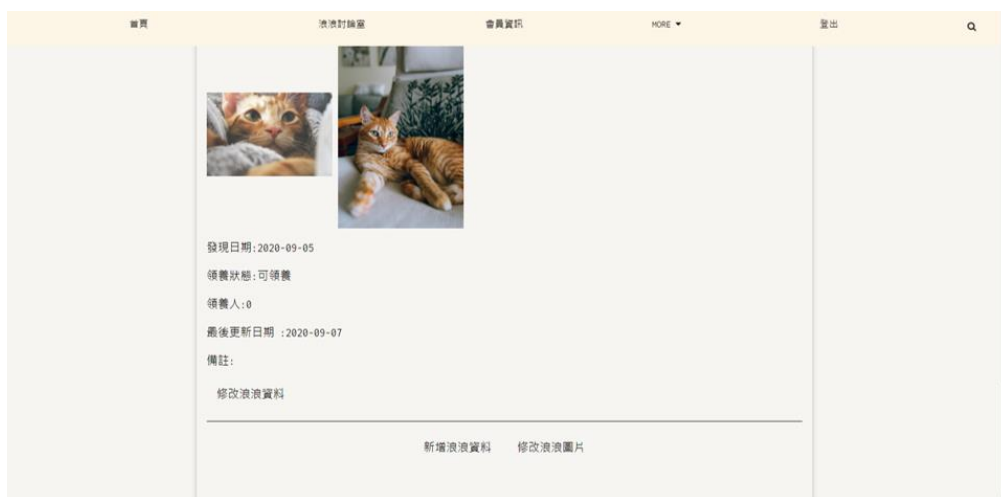 首頁 浪浪討論室 會員資訊 MORE ▼ 登出
發現日期:2020-09-05
領養狀態:可領養
領養人:0
最後更新日期 :2020-09-07
備註:
修改浪浪資料
新增浪浪資料 修改浪浪圖片